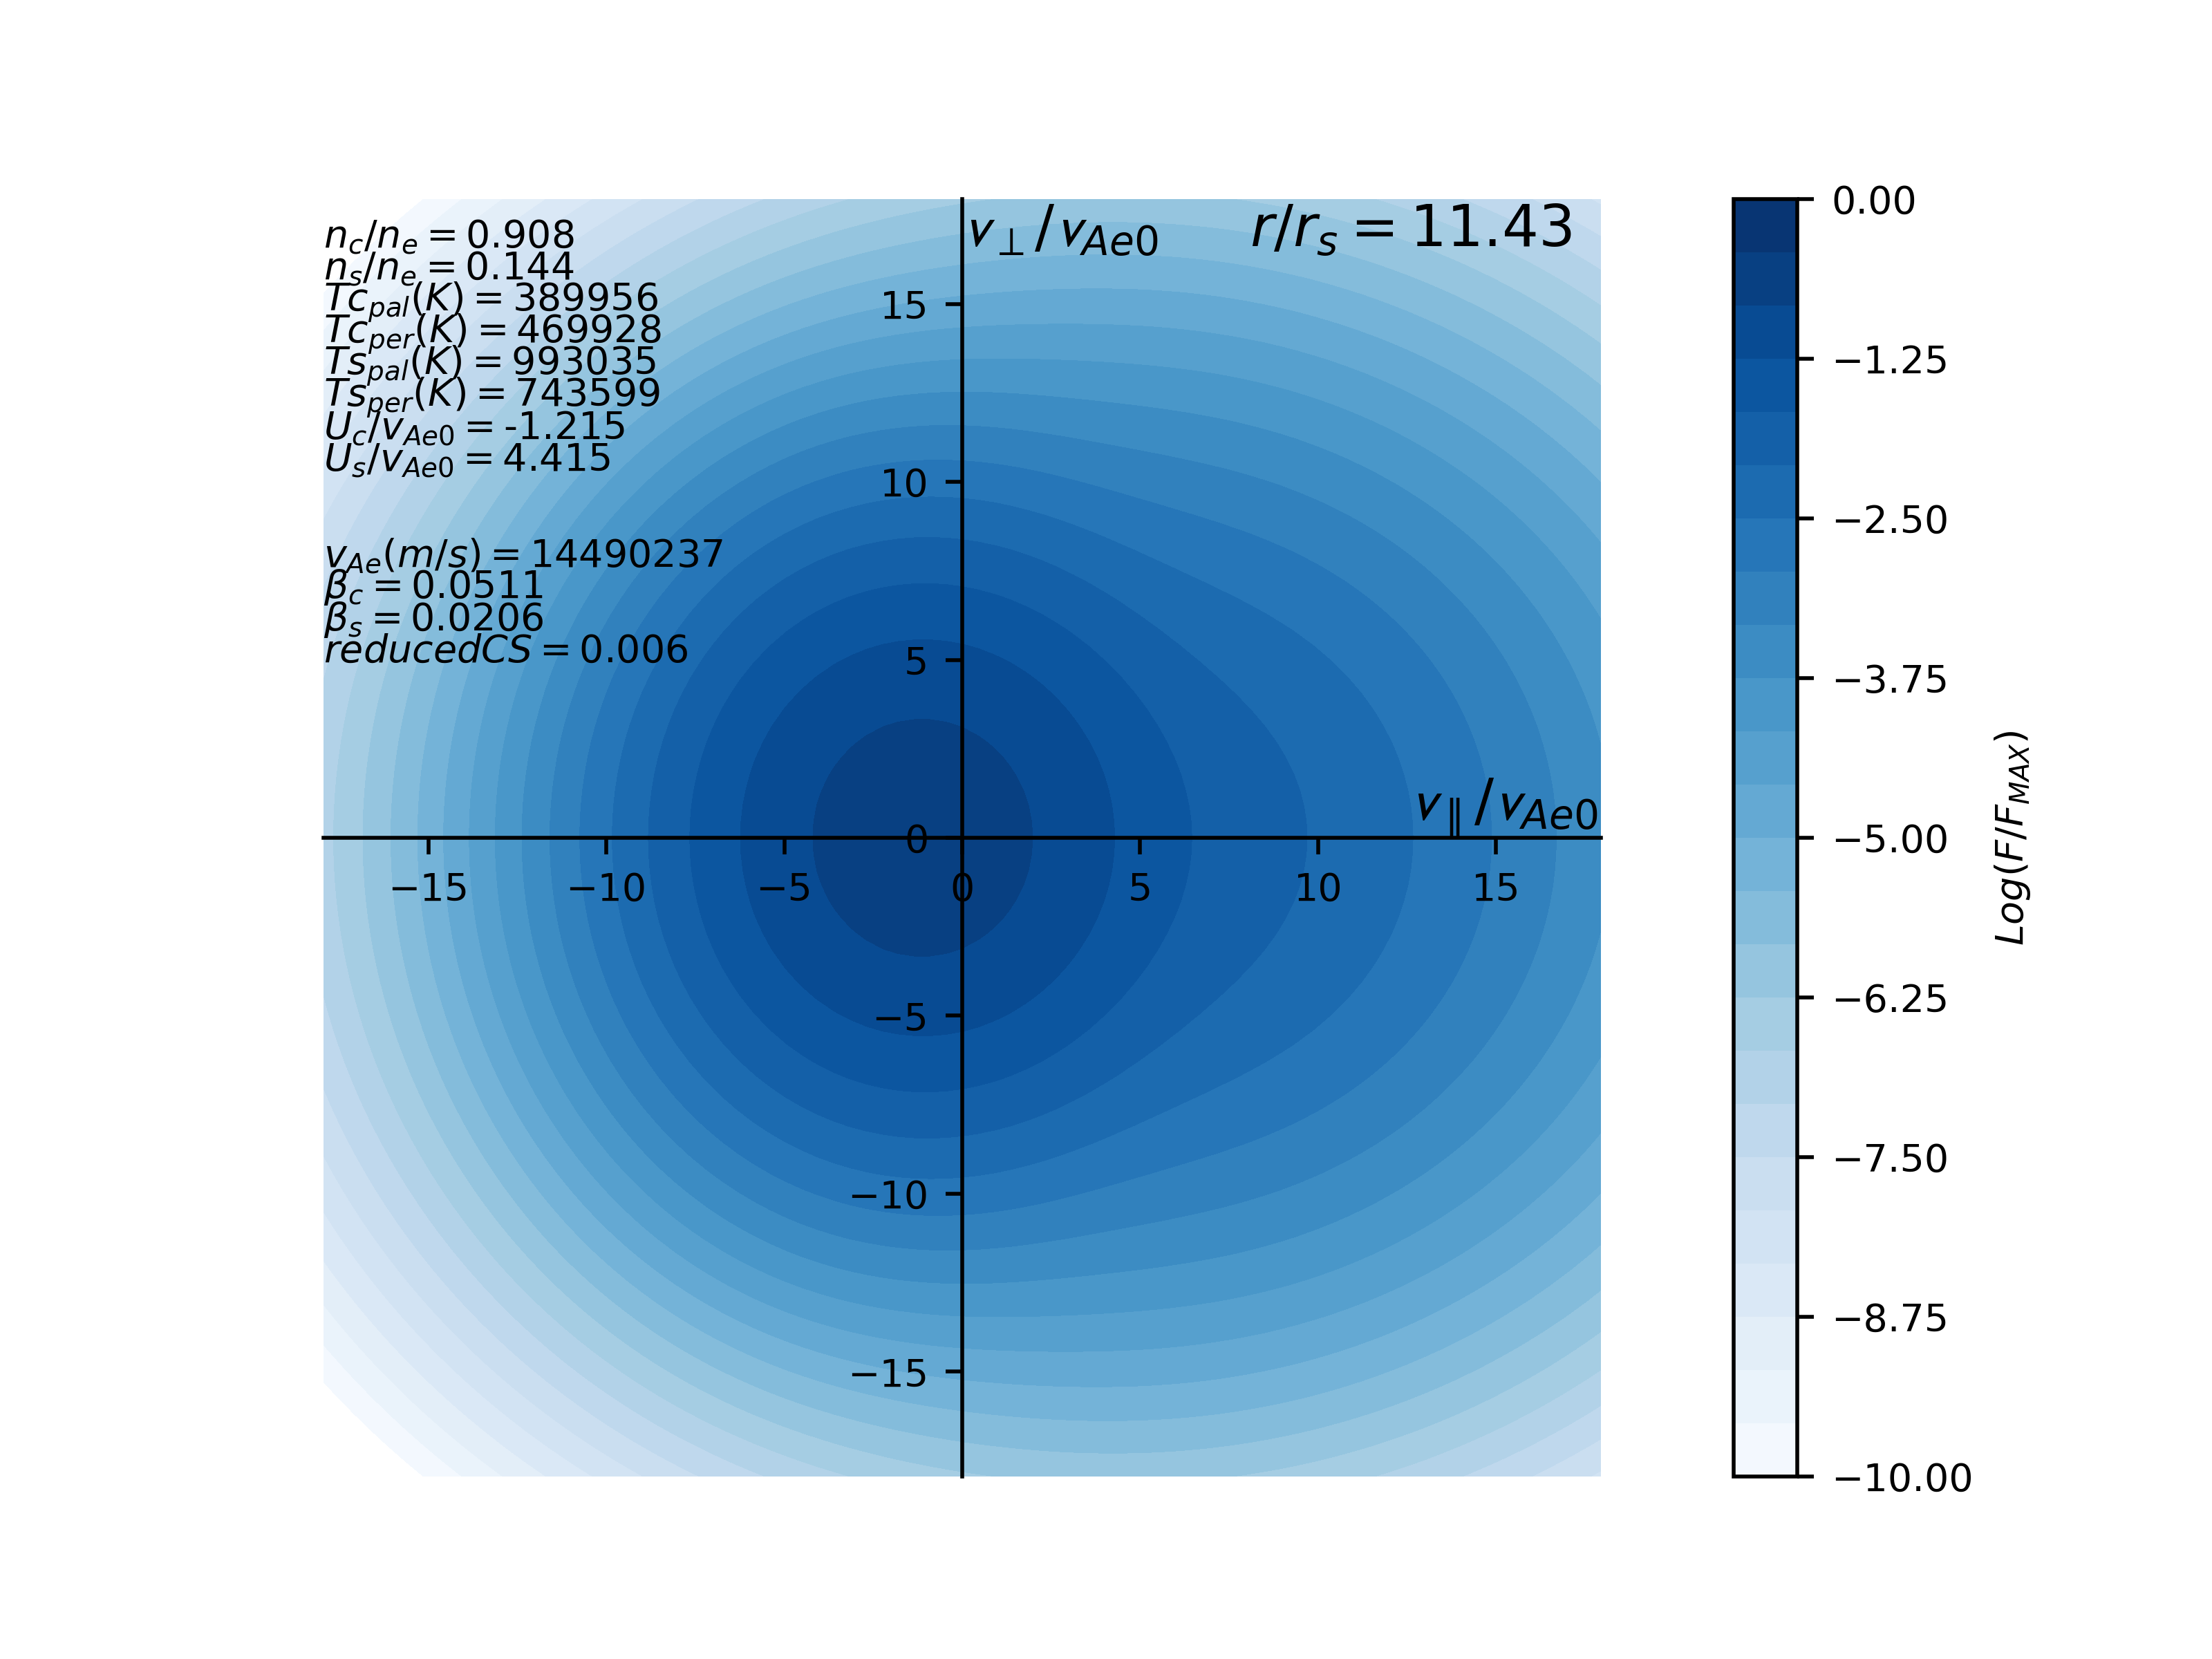 n_c/n_e = 0.908
n_s/n_e = 0.144
Tc_pal(K) = 389956
Tc_per(K) = 469928
Ts_pal(K) = 993035
Ts_per(K) = 743599
U_c/v_Ae0 = -1.215
U_s/v_Ae0 = 4.415
v_Ae(m/s) = 14490237
β_c = 0.0511
β_s = 0.0206
reducedCS = 0.006
v_⊥/v_Ae0
r/r_s = 11.43
15
10
5
0
−5
−10
−15
v_∥/v_Ae0
−15 −10 −5 0 5 10 15
0.00
−1.25
−2.50
−3.75
−5.00
−6.25
−7.50
−8.75
−10.00
Log(F/F_MAX)